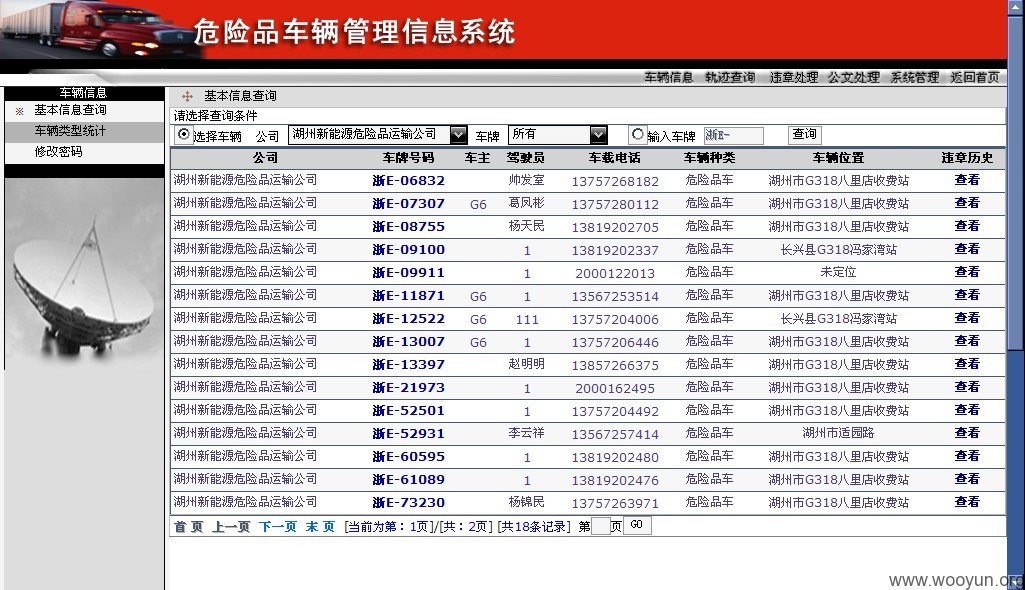 危险品车辆管理信息系统
车辆信息 轨迹查询 违章处理 公文处理 系统管理 返回首页
车辆信息
※ 基本信息查询
车辆类型统计
修改密码
基本信息查询
请选择查询条件
选择车辆 公司 湖州新能源危险品运输公司 车牌 所有 输入车牌 浙E- 查询
公司 车牌号码 车主 驾驶员 车载电话 车辆种类 车辆位置 违章历史
湖州新能源危险品运输公司 浙E-06832 帅发室 13757268182 危险品车 湖州市G318八里店收费站 查看
湖州新能源危险品运输公司 浙E-07307 G6 葛凤彬 13757280112 危险品车 湖州市G318八里店收费站 查看
湖州新能源危险品运输公司 浙E-08755 杨天民 13819202705 危险品车 湖州市G318八里店收费站 查看
湖州新能源危险品运输公司 浙E-09100 1 13819202337 危险品车 长兴县G318冯家湾站 查看
湖州新能源危险品运输公司 浙E-09911 1 2000122013 危险品车 未定位 查看
湖州新能源危险品运输公司 浙E-11871 G6 1 13567253514 危险品车 湖州市G318八里店收费站 查看
湖州新能源危险品运输公司 浙E-12522 G6 111 13757204006 危险品车 长兴县G318冯家湾站 查看
湖州新能源危险品运输公司 浙E-13007 G6 1 13757206446 危险品车 湖州市G318八里店收费站 查看
湖州新能源危险品运输公司 浙E-13397 赵明明 13857266375 危险品车 湖州市G318八里店收费站 查看
湖州新能源危险品运输公司 浙E-21973 1 2000162495 危险品车 湖州市G318八里店收费站 查看
湖州新能源危险品运输公司 浙E-52501 1 13757204492 危险品车 湖州市G318八里店收费站 查看
湖州新能源危险品运输公司 浙E-52931 李云祥 13567257414 危险品车 湖州市适园路 查看
湖州新能源危险品运输公司 浙E-60595 1 13819202480 危险品车 湖州市G318八里店收费站 查看
湖州新能源危险品运输公司 浙E-61089 1 13819202476 危险品车 湖州市G318八里店收费站 查看
湖州新能源危险品运输公司 浙E-73230 杨锦民 13757263971 危险品车 湖州市G318八里店收费站 查看
首 页 上一页 下一页 末 页 [当前为第：1页]/[共：2页] [共18条记录] 第 页 GO
www.wooyun.org